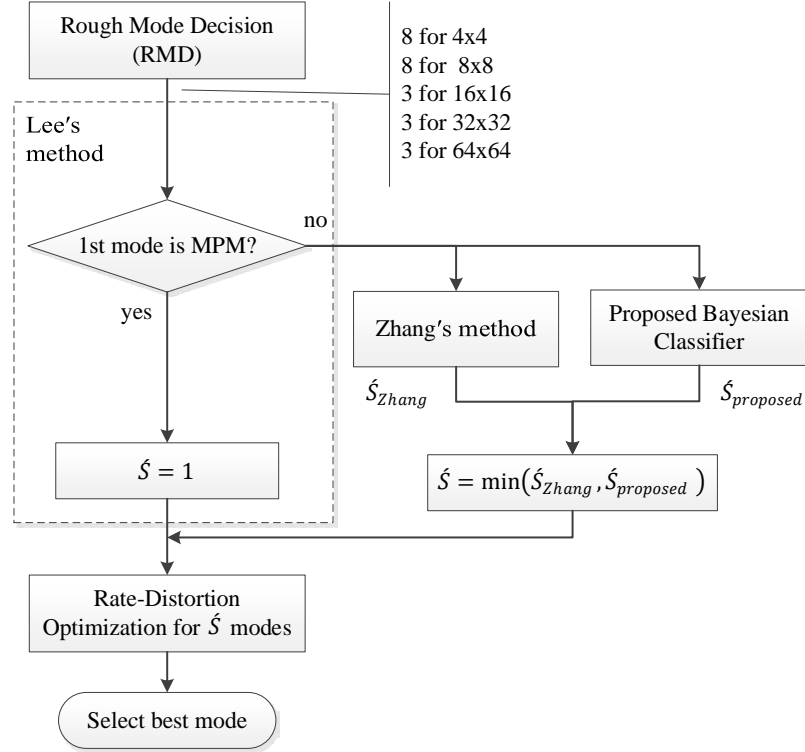 Rough Mode Decision
(RMD)
8 for 4x4
8 for 8x8
3 for 16x16
3 for 32x32
3 for 64x64
Lee's
method
1st mode is MPM?
no
yes
Zhang's method
Proposed Bayesian
Classifier
Ś_Zhang
Ś_proposed
Ś = 1
Ś = min(Ś_Zhang, Ś_proposed)
Rate-Distortion
Optimization for Ś modes
Select best mode